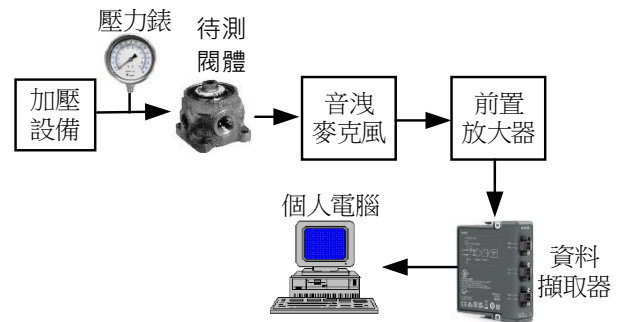 壓力錶
待測
閥體
加壓
設備
音洩
麥克風
前置
放大器
個人電腦
資料
擷取器